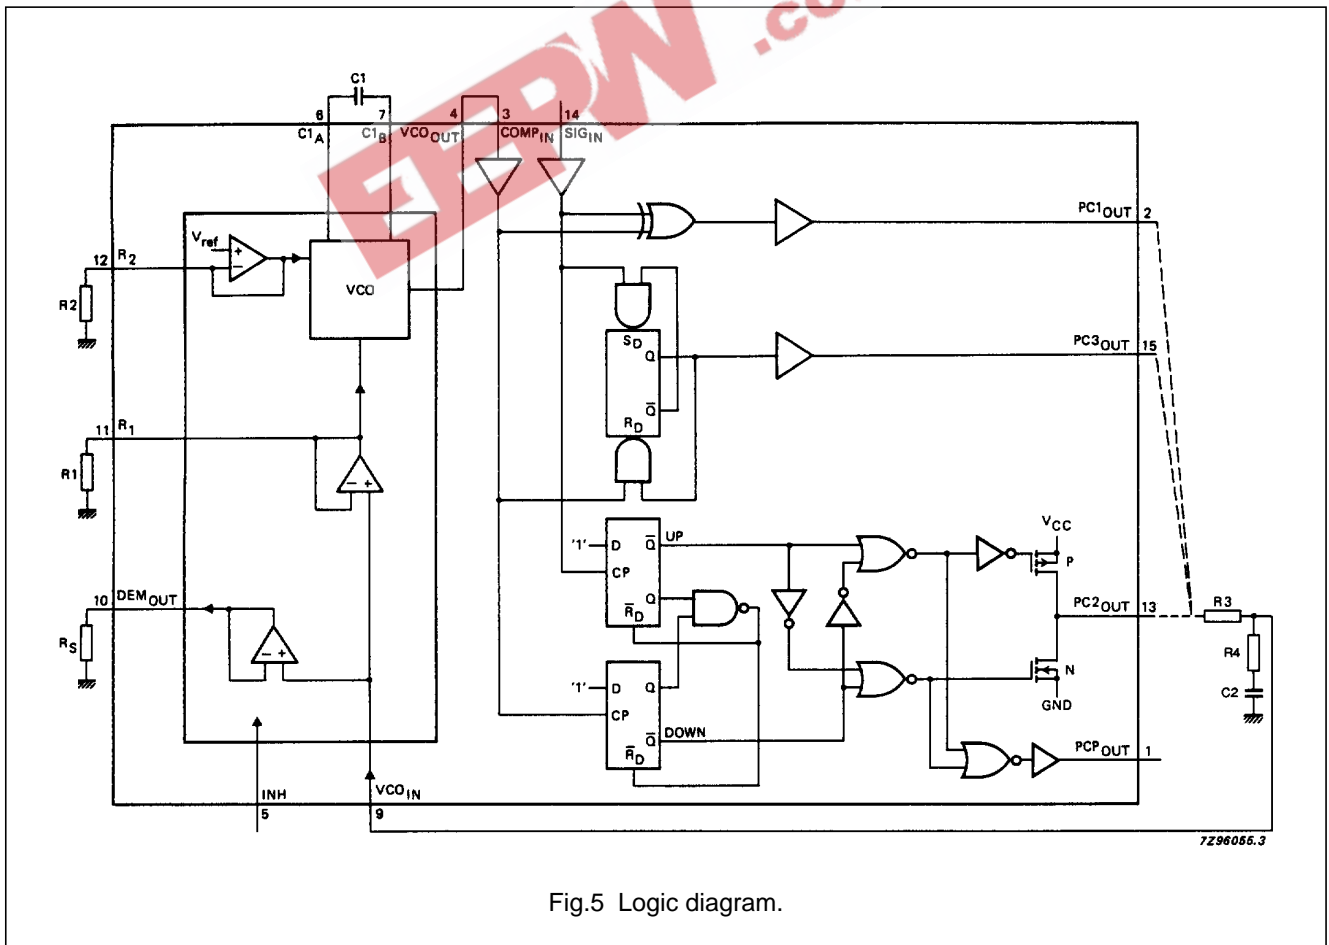 EEPW
.co
C1
6 7 4 3 14
C1A C1B VCOOUT COMPIN SIGIN
Vref
+
−
VCO
12 R2
R2
11 R1
R1
− +
10 DEMOUT
RS
− +
INH
5
VCOIN
9
PC1OUT 2
SD
Q
Q̅
RD
PC3OUT 15
'1' D Q̅ UP
CP
Q
R̅D
'1' D Q
CP
Q̅ DOWN
R̅D
VCC
P
PC2OUT 13
N
GND
PCPOUT 1
R3
R4
C2
7Z96055.3
Fig.5 Logic diagram.